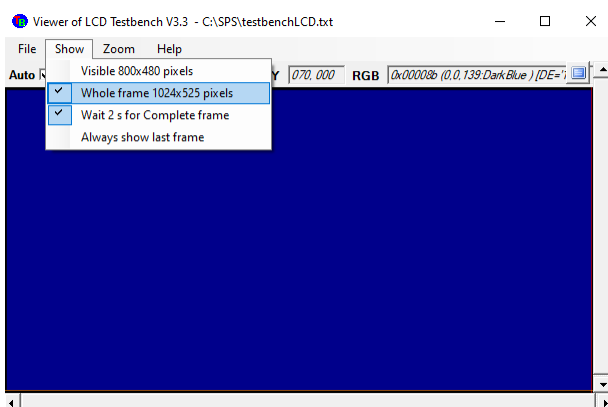 Viewer of LCD Testbench V3.3 - C:\SPS\testbenchLCD.txt
File Show Zoom Help
Auto Y 070, 000 RGB 0x00008b (0,0,139:DarkBlue ) [DE='
Visible 800x480 pixels
Whole frame 1024x525 pixels
Wait 2 s for Complete frame
Always show last frame